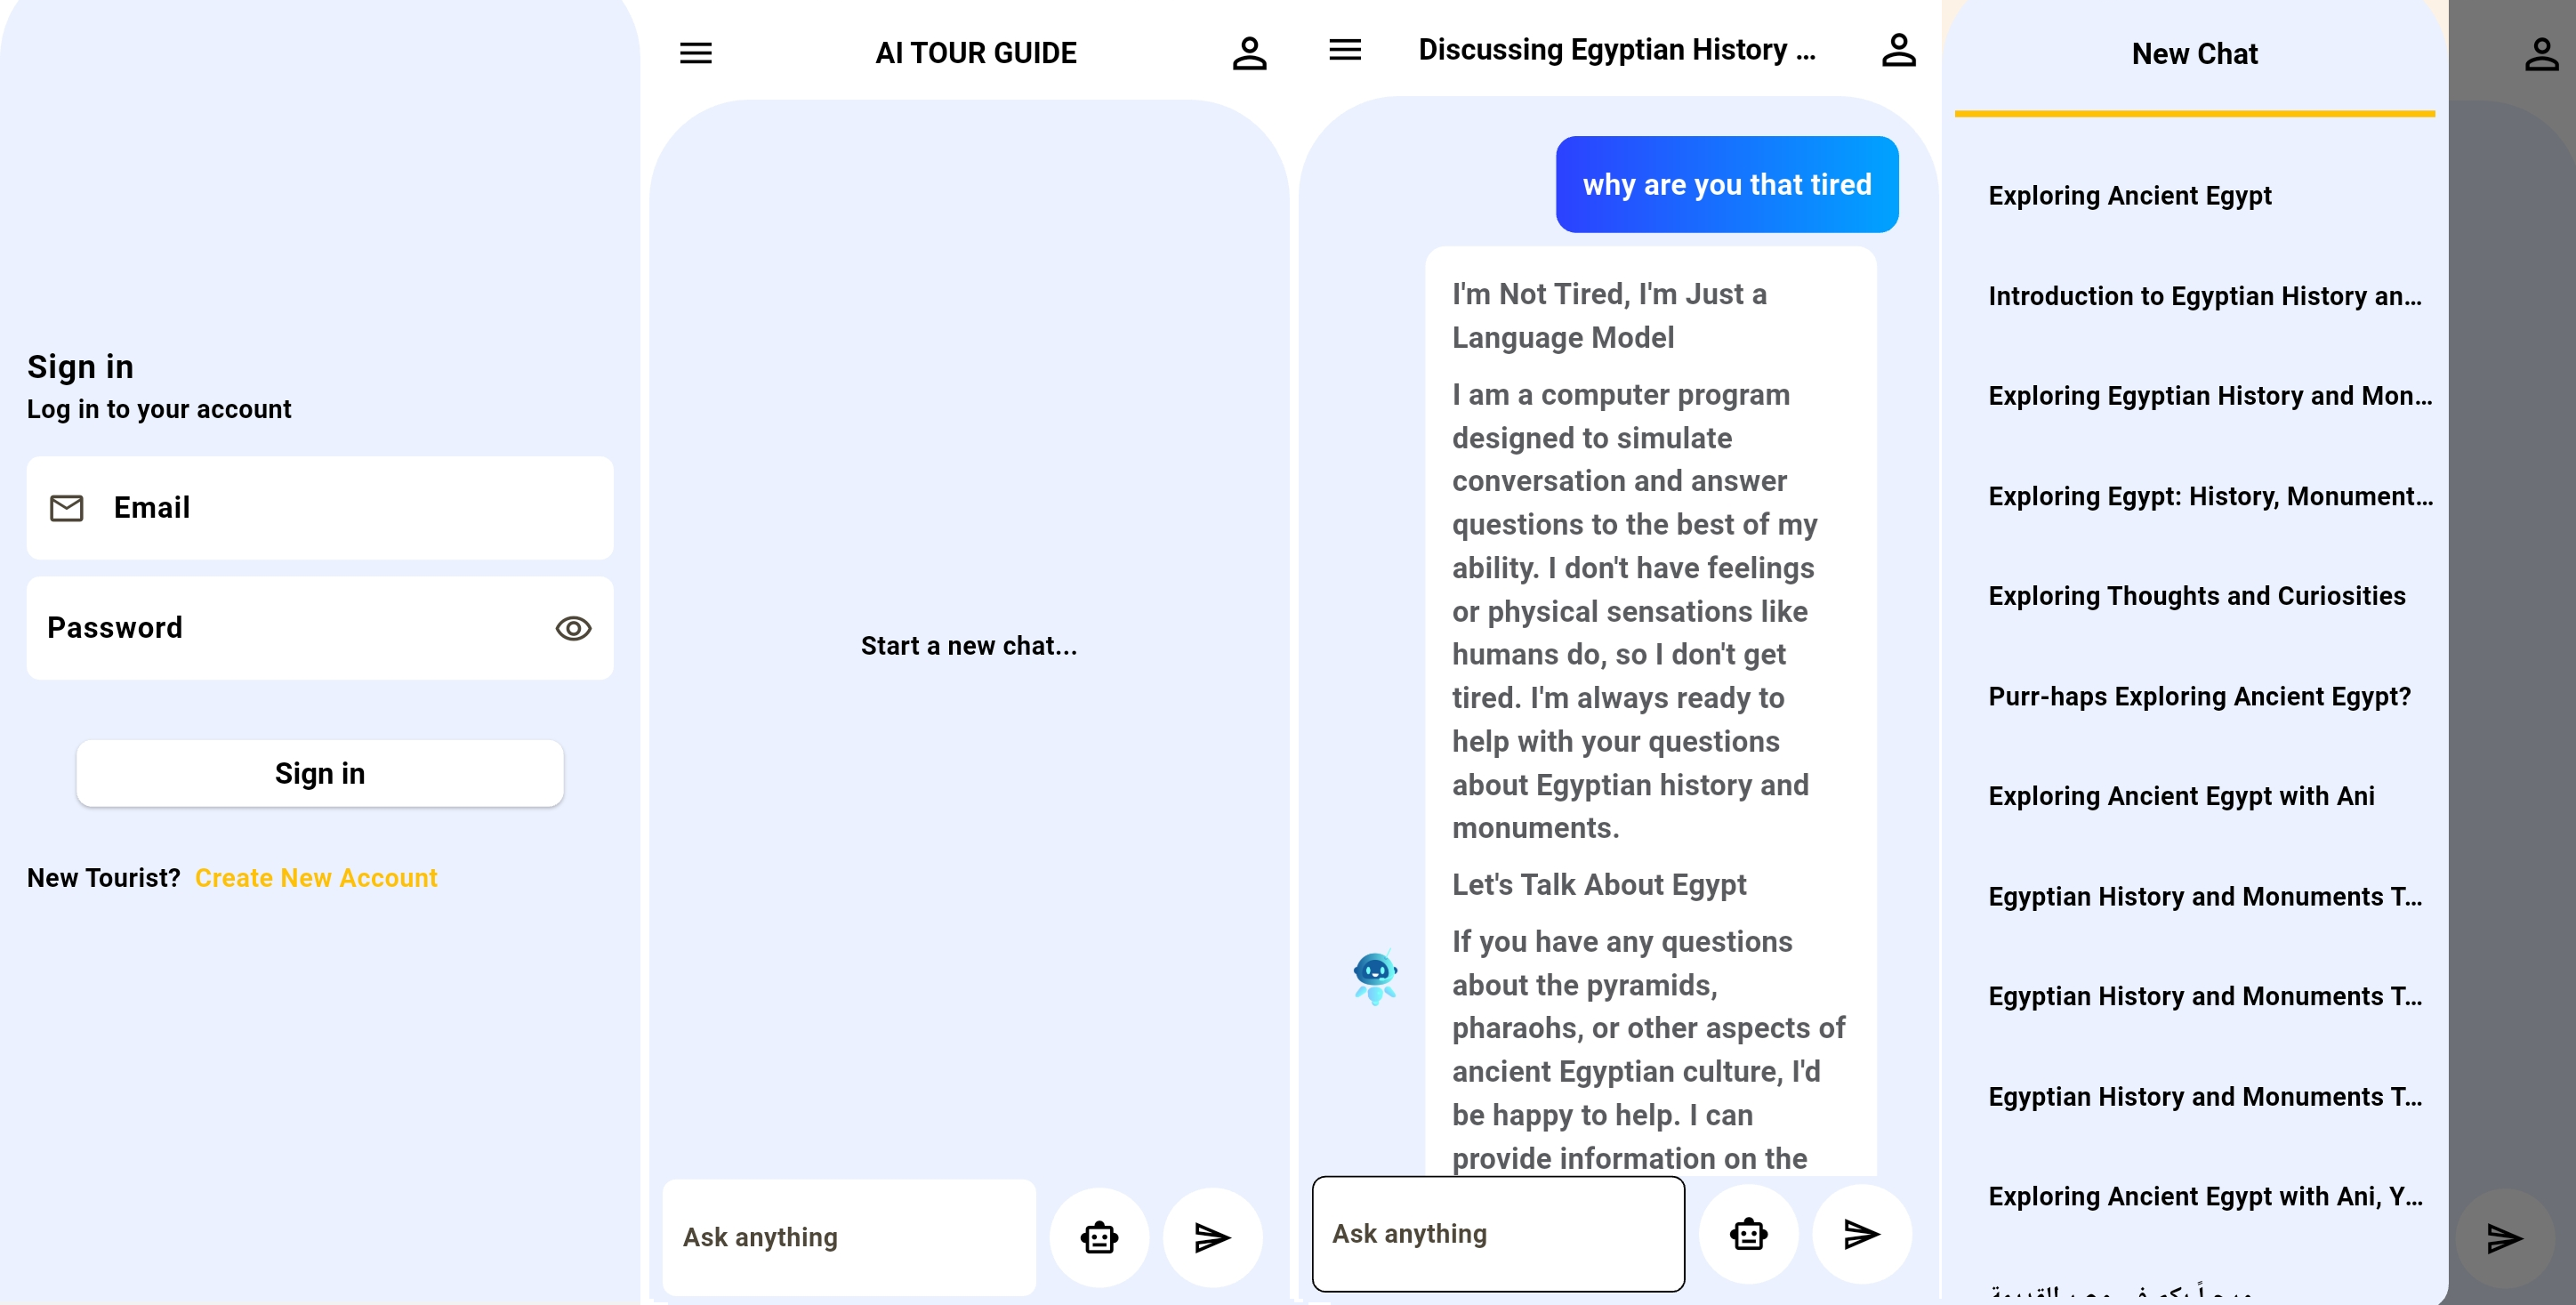 Sign in
Log in to your account
Email
Password
Sign in
New Tourist? Create New Account
AI TOUR GUIDE
Start a new chat...
Ask anything
Discussing Egyptian History ...
why are you that tired
I'm Not Tired, I'm Just a
Language Model
I am a computer program
designed to simulate
conversation and answer
questions to the best of my
ability. I don't have feelings
or physical sensations like
humans do, so I don't get
tired. I'm always ready to
help with your questions
about Egyptian history and
monuments.
Let's Talk About Egypt
If you have any questions
about the pyramids,
pharaohs, or other aspects of
ancient Egyptian culture, I'd
be happy to help. I can
provide information on the
Ask anything
New Chat
Exploring Ancient Egypt
Introduction to Egyptian History an...
Exploring Egyptian History and Mon...
Exploring Egypt: History, Monument...
Exploring Thoughts and Curiosities
Purr-haps Exploring Ancient Egypt?
Exploring Ancient Egypt with Ani
Egyptian History and Monuments T...
Egyptian History and Monuments T...
Egyptian History and Monuments T...
Exploring Ancient Egypt with Ani, Y...